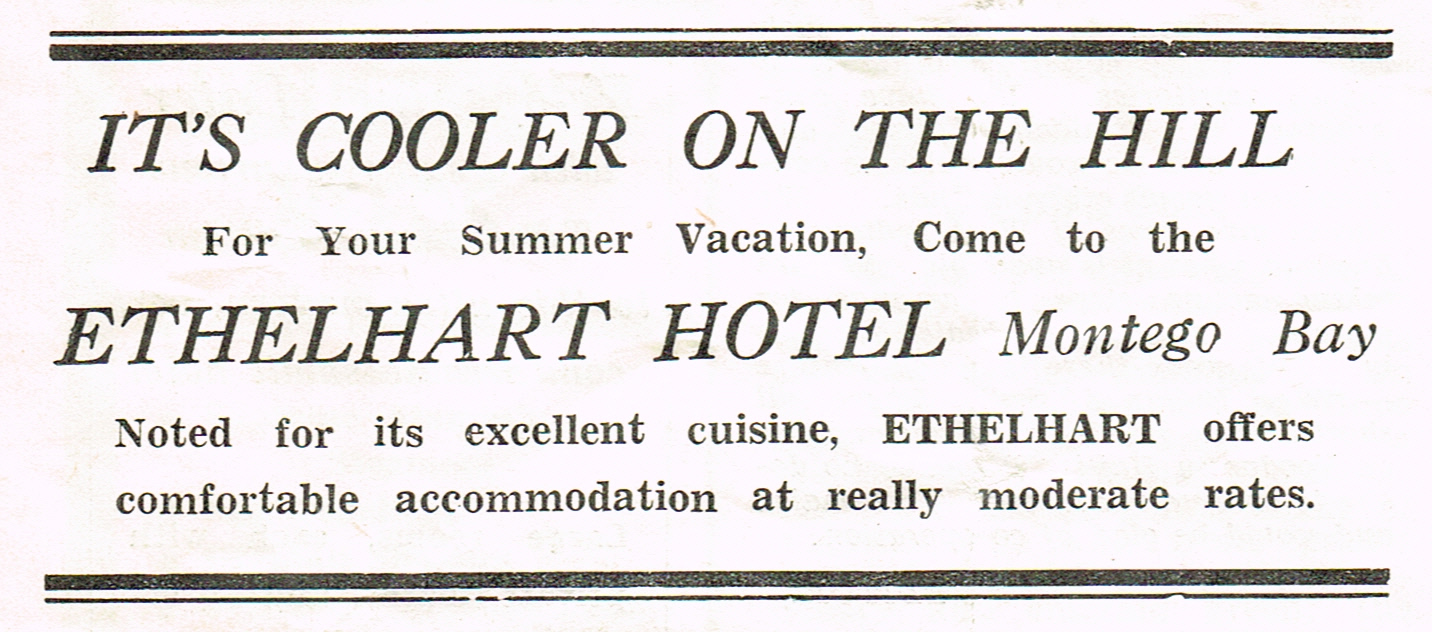 IT'S COOLER ON THE HILL
For Your Summer Vacation, Come to the
ETHELHART HOTEL Montego Bay
Noted for its excellent cuisine, ETHELHART offers
comfortable accommodation at really moderate rates.